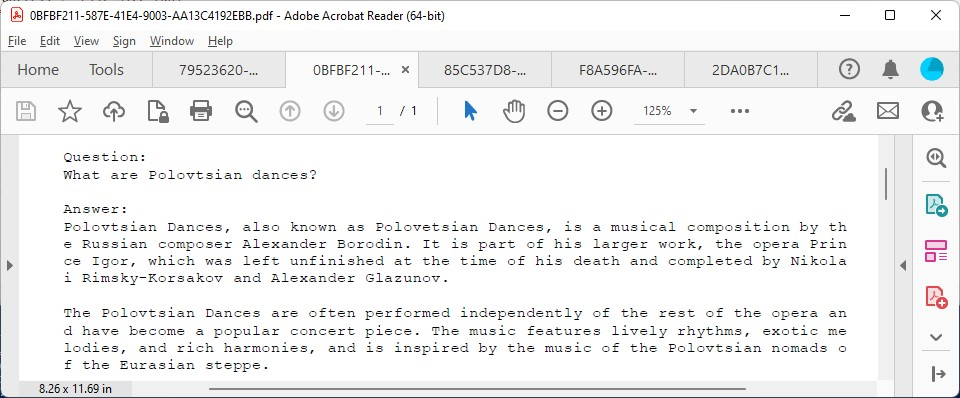 0BFBF211-587E-41E4-9003-AA13C4192EBB.pdf - Adobe Acrobat Reader (64-bit)
File Edit View Sign Window Help
Home Tools 79523620-... 0BFBF211-... × 85C537D8-... F8A596FA-... 2DA0B7C1...
1 / 1 125%
Question:
What are Polovtsian dances?
Answer:
Polovtsian Dances, also known as Polovetsian Dances, is a musical composition by th
e Russian composer Alexander Borodin. It is part of his larger work, the opera Prin
ce Igor, which was left unfinished at the time of his death and completed by Nikola
i Rimsky-Korsakov and Alexander Glazunov.
The Polovtsian Dances are often performed independently of the rest of the opera an
d have become a popular concert piece. The music features lively rhythms, exotic me
lodies, and rich harmonies, and is inspired by the music of the Polovtsian nomads o
f the Eurasian steppe.
8.26 x 11.69 in